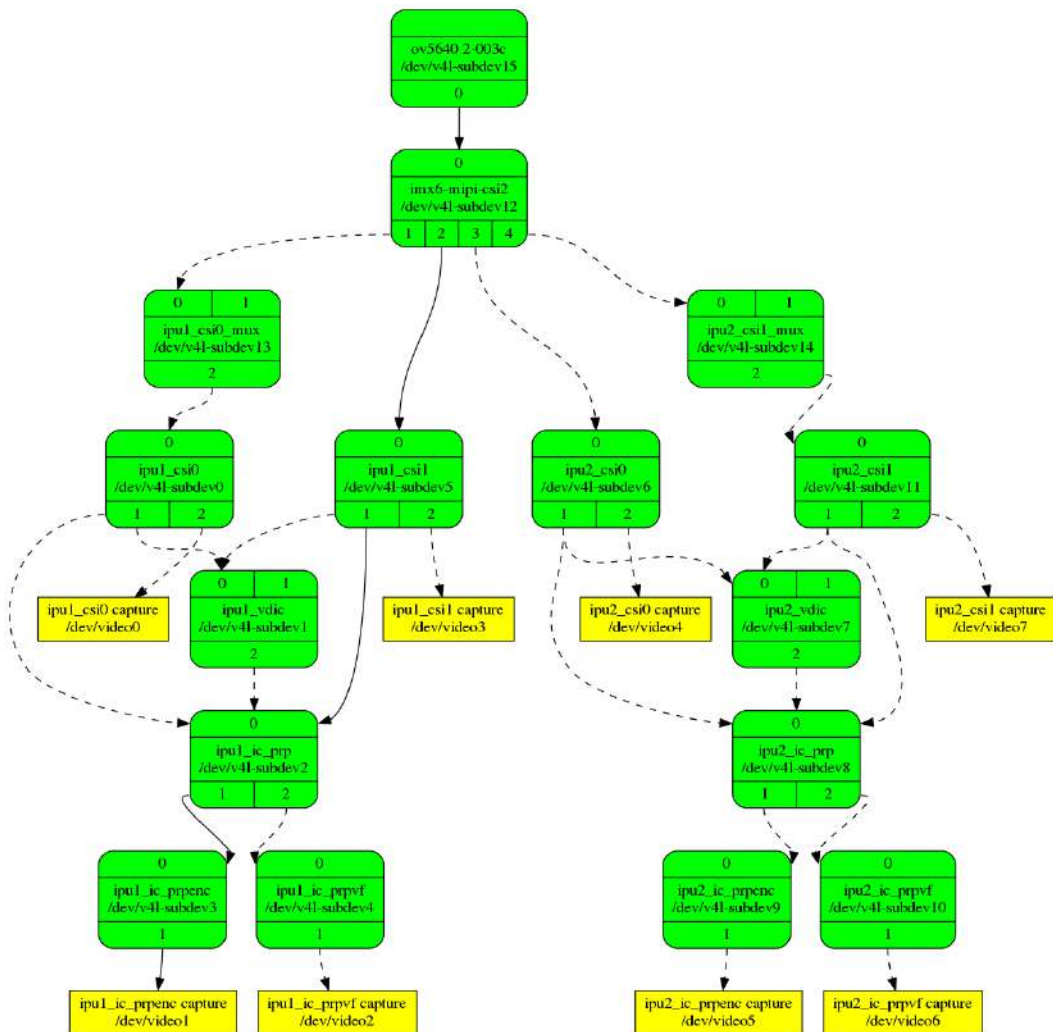 ov5640 2-003c
/dev/v4l-subdev15
0
0
imx6-mipi-csi2
/dev/v4l-subdev12
1 2 3 4
0 1
ipu1_csi0_mux
/dev/v4l-subdev13
2
0 1
ipu2_csi1_mux
/dev/v4l-subdev14
2
0
ipu1_csi0
/dev/v4l-subdev0
1 2
0
ipu1_csi1
/dev/v4l-subdev5
1 2
0
ipu2_csi0
/dev/v4l-subdev6
1 2
0
ipu2_csi1
/dev/v4l-subdev11
1 2
ipu1_csi0 capture
/dev/video0
0 1
ipu1_vdic
/dev/v4l-subdev1
2
ipu1_csi1 capture
/dev/video3
ipu2_csi0 capture
/dev/video4
0 1
ipu2_vdic
/dev/v4l-subdev7
2
ipu2_csi1 capture
/dev/video7
0
ipu1_ic_prp
/dev/v4l-subdev2
1 2
0
ipu2_ic_prp
/dev/v4l-subdev8
1 2
0
ipu1_ic_prpenc
/dev/v4l-subdev3
1
0
ipu1_ic_prpvf
/dev/v4l-subdev4
1
0
ipu2_ic_prpenc
/dev/v4l-subdev9
1
0
ipu2_ic_prpvf
/dev/v4l-subdev10
1
ipu1_ic_prpenc capture
/dev/video1
ipu1_ic_prpvf capture
/dev/video2
ipu2_ic_prpenc capture
/dev/video5
ipu2_ic_prpvf capture
/dev/video6